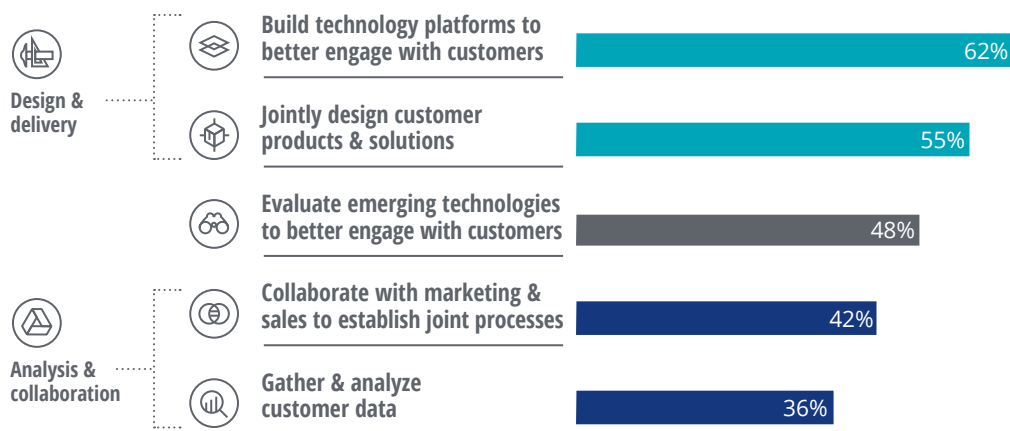 Design &
delivery
Build technology platforms to
better engage with customers
62%
Jointly design customer
products & solutions
55%
Evaluate emerging technologies
to better engage with customers
48%
Analysis &
collaboration
Collaborate with marketing &
sales to establish joint processes
42%
Gather & analyze
customer data
36%